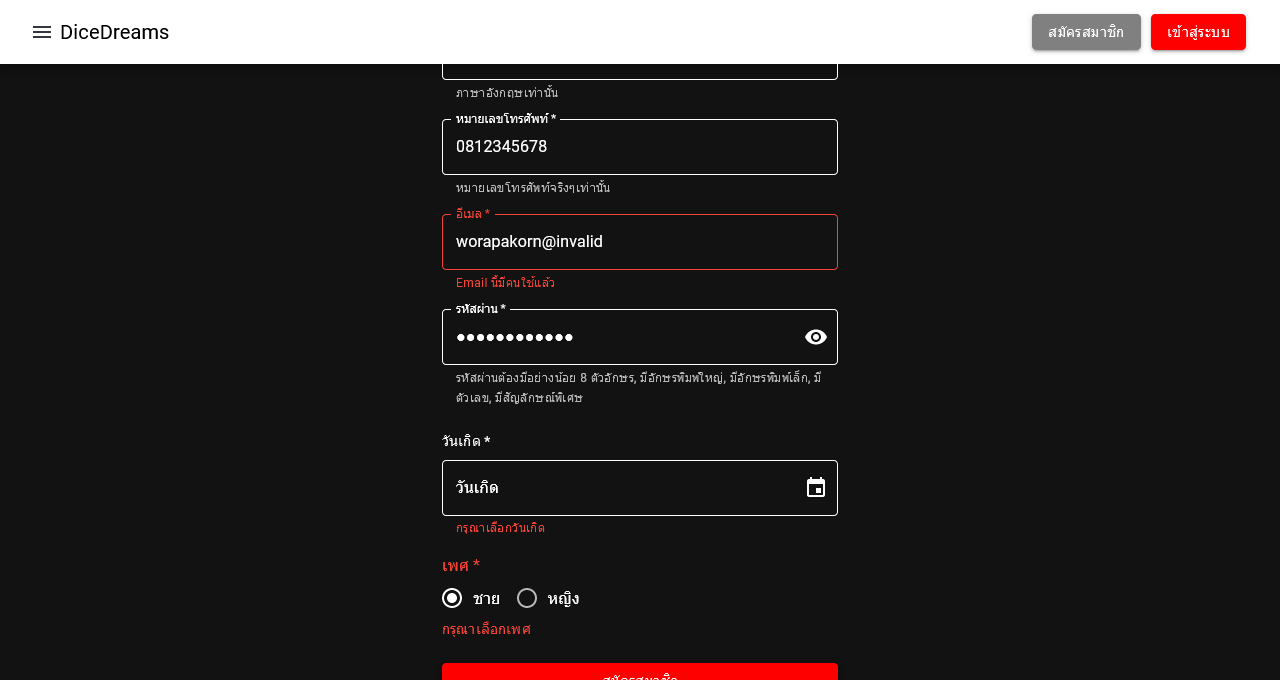 DiceDreams
สมัครสมาชิก
เข้าสู่ระบบ
ภาษาอังกฤษเท่านั้น
หมายเลขโทรศัพท์ *
0812345678
หมายเลขโทรศัพท์จริงๆเท่านั้น
อีเมล *
worapakorn@invalid
Email นี้มีคนใช้แล้ว
รหัสผ่าน *
●●●●●●●●●●●●
รหัสผ่านต้องมีอย่างน้อย 8 ตัวอักษร, มีอักษรพิมพ์ใหญ่, มีอักษรพิมพ์เล็ก, มี
ตัวเลข, มีสัญลักษณ์พิเศษ
วันเกิด *
วันเกิด
กรุณาเลือกวันเกิด
เพศ *
ชาย
หญิง
กรุณาเลือกเพศ
สมัครสมาชิก